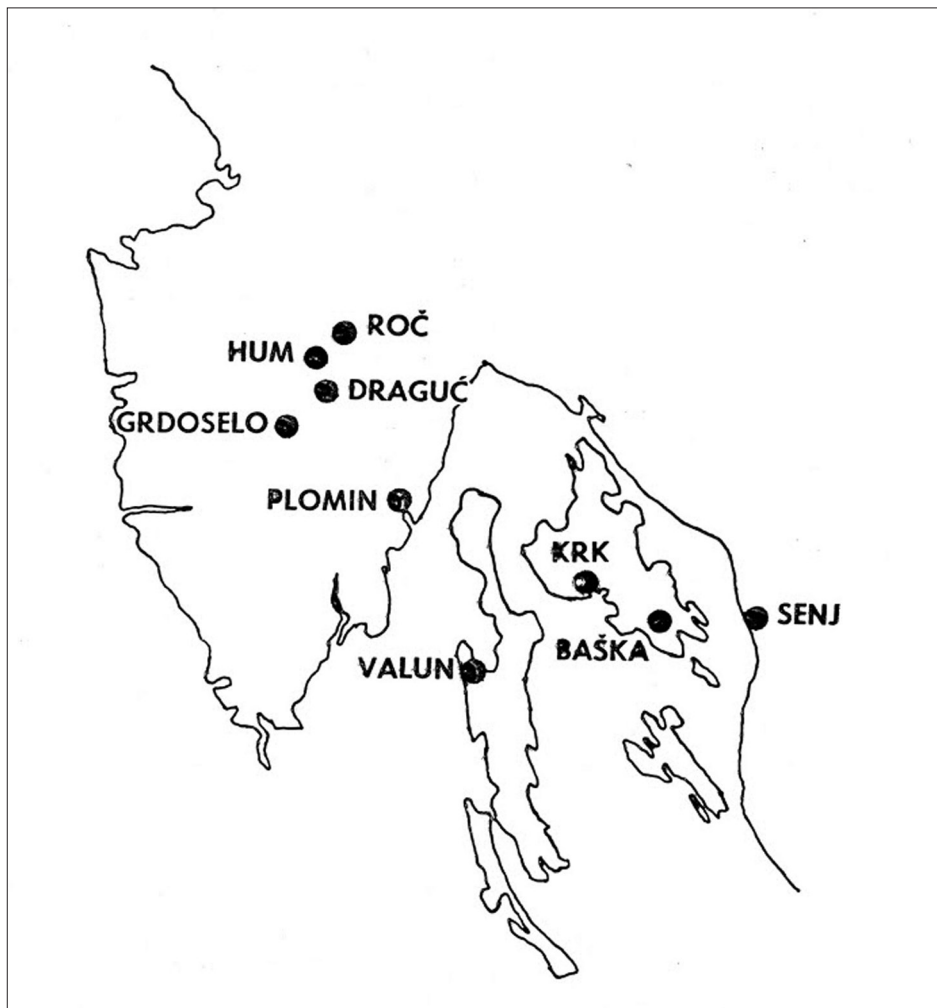 ROČ
HUM
DRAGUĆ
GRDOSELO
PLOMIN
KRK
SENJ
BAŠKA
VALUN